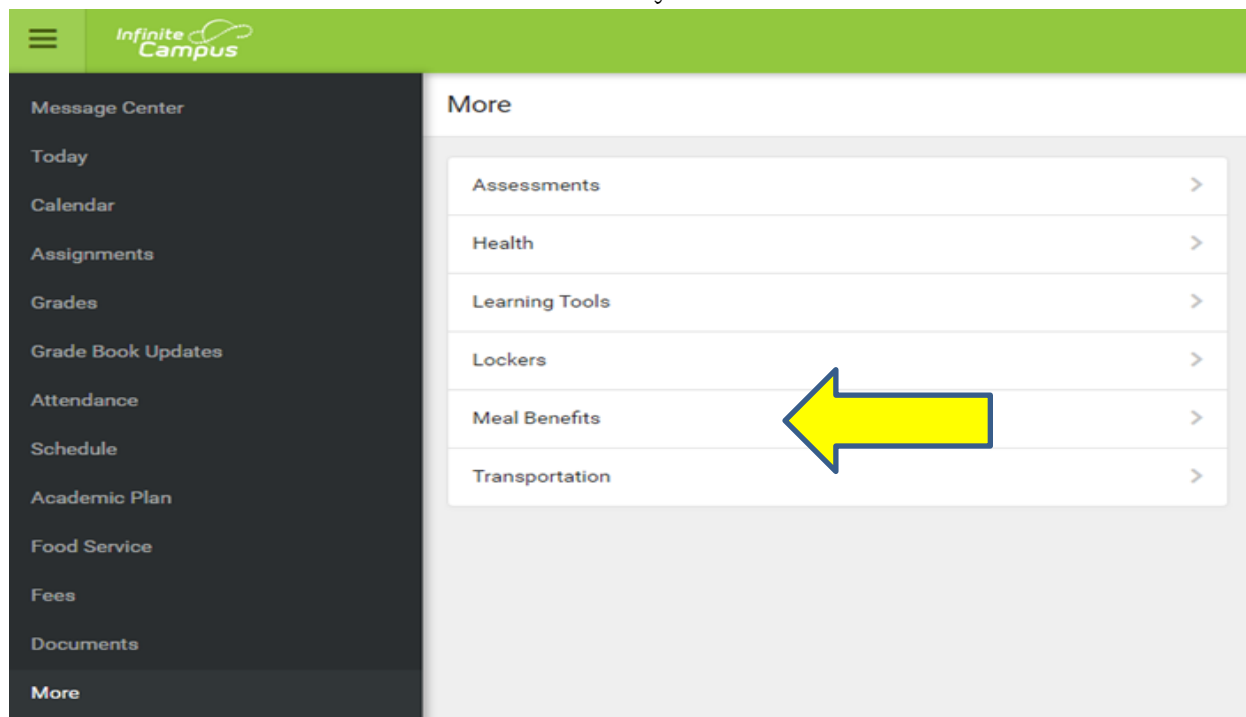 Infinite
Campus
Message Center
Today
Calendar
Assignments
Grades
Grade Book Updates
Attendance
Schedule
Academic Plan
Food Service
Fees
Documents
More
More
Assessments
Health
Learning Tools
Lockers
Meal Benefits
Transportation